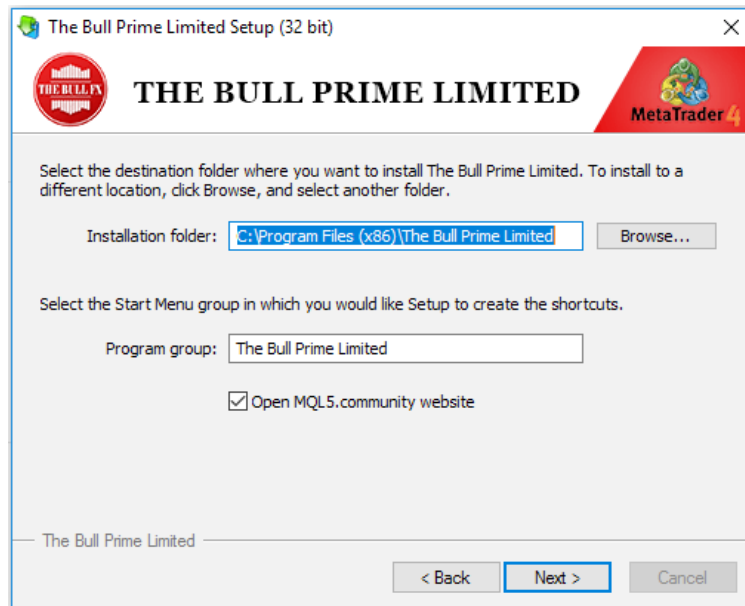 The Bull Prime Limited Setup (32 bit)
THE BULL FX
THE BULL PRIME LIMITED
MetaTrader 4
Select the destination folder where you want to install The Bull Prime Limited. To install to a
different location, click Browse, and select another folder.
Installation folder: C:\Program Files (x86)\The Bull Prime Limited Browse...
Select the Start Menu group in which you would like Setup to create the shortcuts.
Program group: The Bull Prime Limited
Open MQL5.community website
The Bull Prime Limited
< Back Next > Cancel